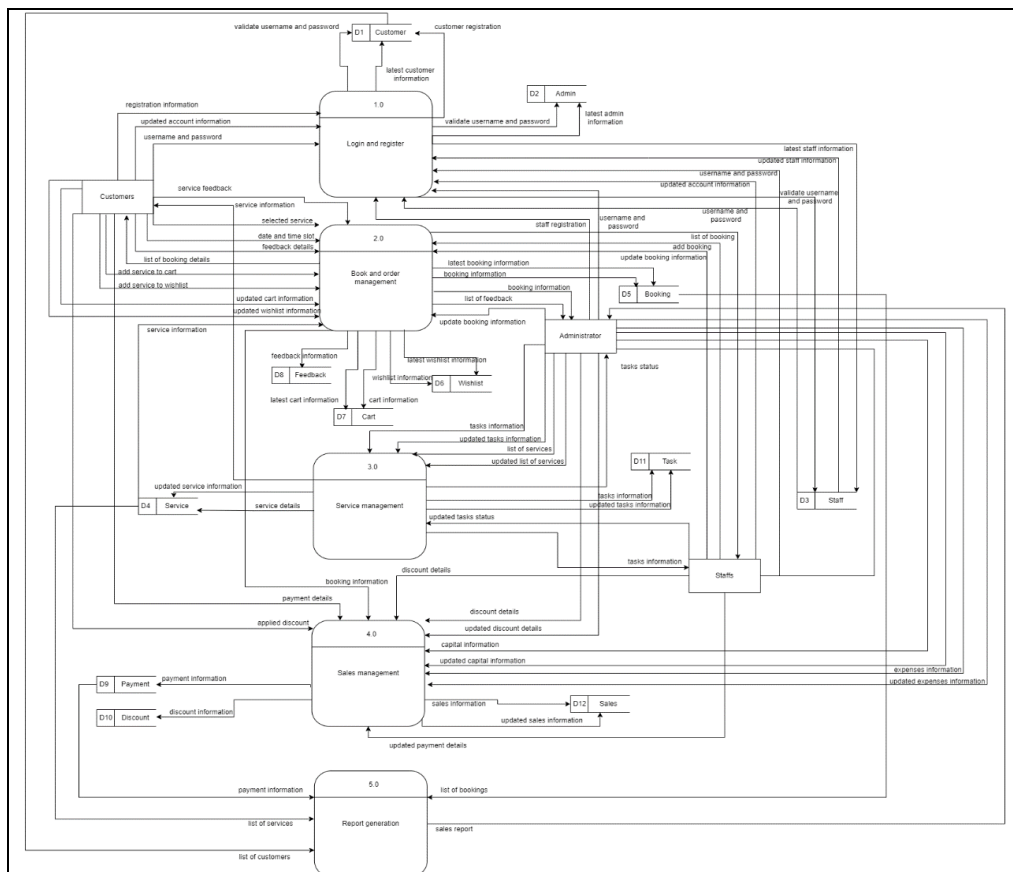 validate username and password
D1 Customer
customer registration
latest customer
information
D2 Admin
1.0
registration information
latest admin
information
updated account information
validate username and password
username and password
Login and register
latest staff information
updated staff information
username and password
updated account information
service feedback
Customers
validate username
and password
service information
selected service
staff registration
username and
password
username and password
list of booking
date and time slot
2.0
add booking
feedback details
update booking information
list of booking details
latest booking information
add service to cart
Book and order
management
booking information
add service to wishlist
booking information
D5 Booking
updated cart information
list of feedback
updated wishlist information
service information
update booking information
Administrator
feedback information
latest wishlist information
tasks status
D8 Feedback
wishlist information
D6 Wishlist
latest cart information
cart information
D7 Cart
tasks information
updated tasks information
list of services
3.0
updated list of services
D11 Task
updated service information
tasks information
D4 Service
service details
Service management
updated tasks information
D3 Staff
updated tasks status
tasks information
discount details
Staffs
booking information
payment details
discount details
applied discount
4.0
updated discount details
capital information
updated capital information
Sales management
expenses information
D9 Payment
payment information
updated expenses information
D10 Discount
discount information
sales information
D12 Sales
updated sales information
updated payment details
5.0
payment information
list of bookings
list of services
Report generation
sales report
list of customers